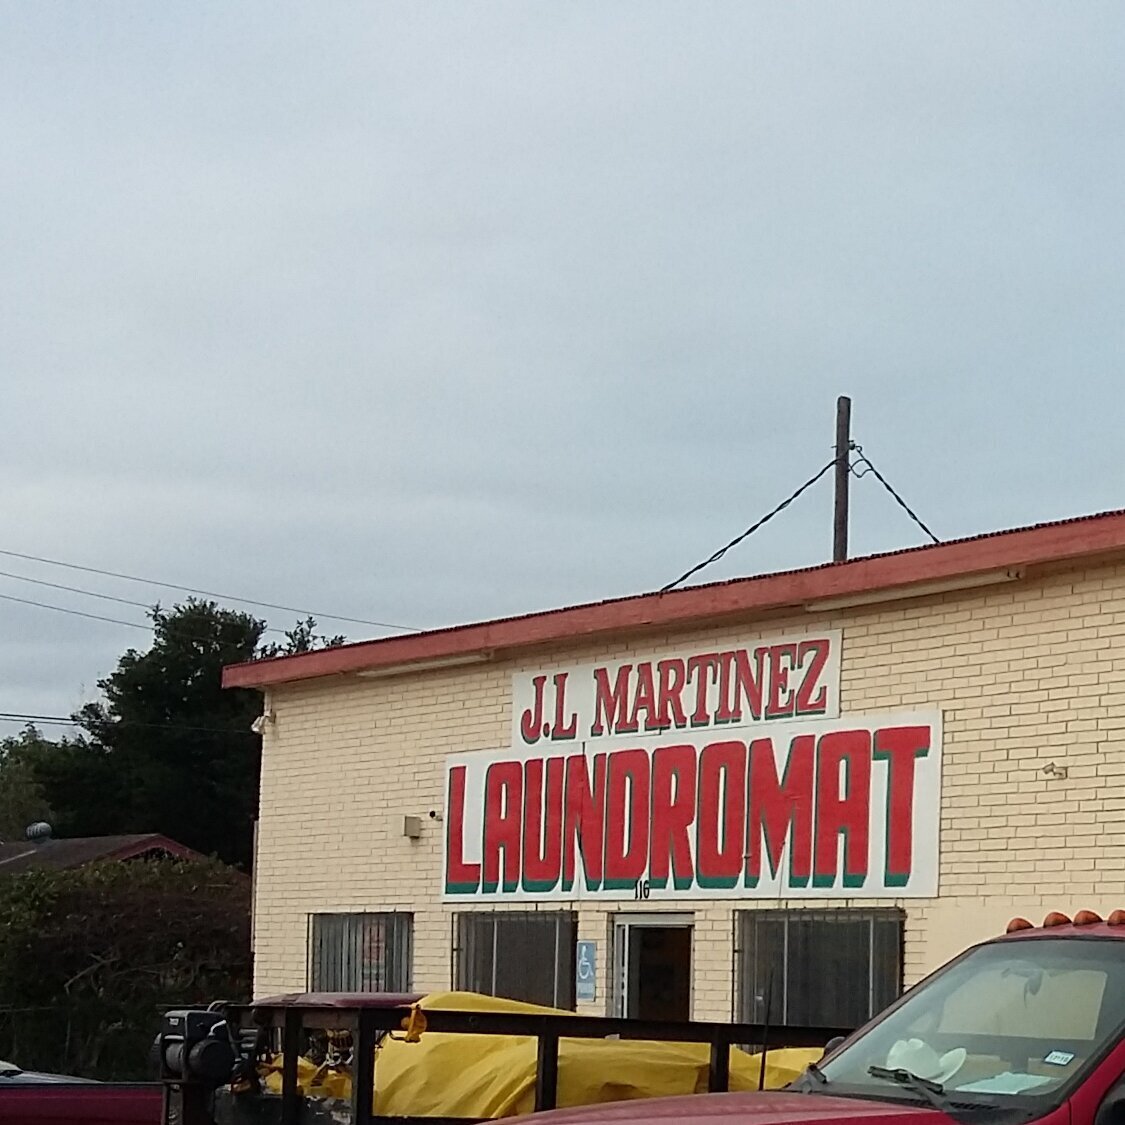 J.L MARTINEZ
LAUNDROMAT
116